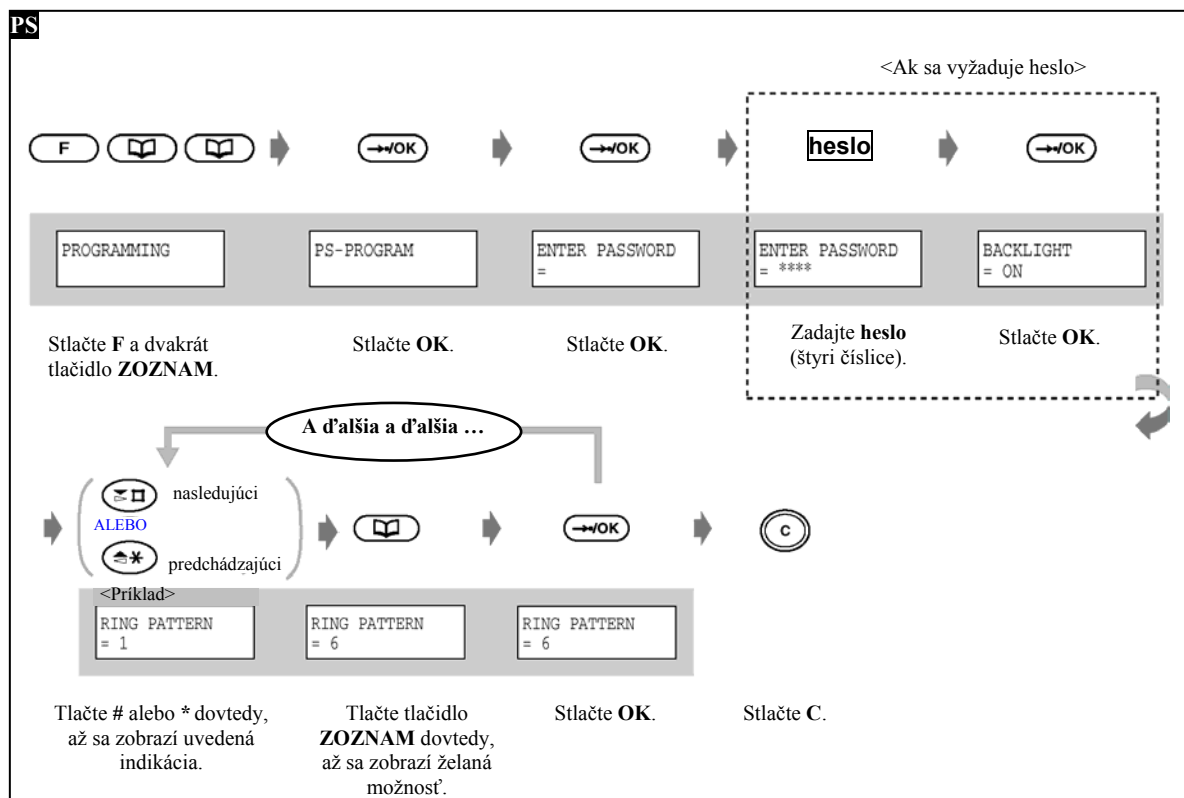 PS
<Ak sa vyžaduje heslo>
F
/OK
/OK
heslo
/OK
PROGRAMMING
PS-PROGRAM
ENTER PASSWORD
=
ENTER PASSWORD
= ****
BACKLIGHT
= ON
Stlačte F a dvakrát
tlačidlo ZOZNAM.
Stlačte OK.
Stlačte OK.
Zadajte heslo
(štyri číslice).
Stlačte OK.
A ďalšia a ďalšia …
nasledujúci
ALEBO
predchádzajúci
/OK
C
<Príklad>
RING PATTERN
= 1
RING PATTERN
= 6
RING PATTERN
= 6
Tlačte # alebo * dovtedy,
až sa zobrazí uvedená
indikácia.
Tlačte tlačidlo
ZOZNAM dovtedy,
až sa zobrazí želaná
možnosť.
Stlačte OK.
Stlačte C.